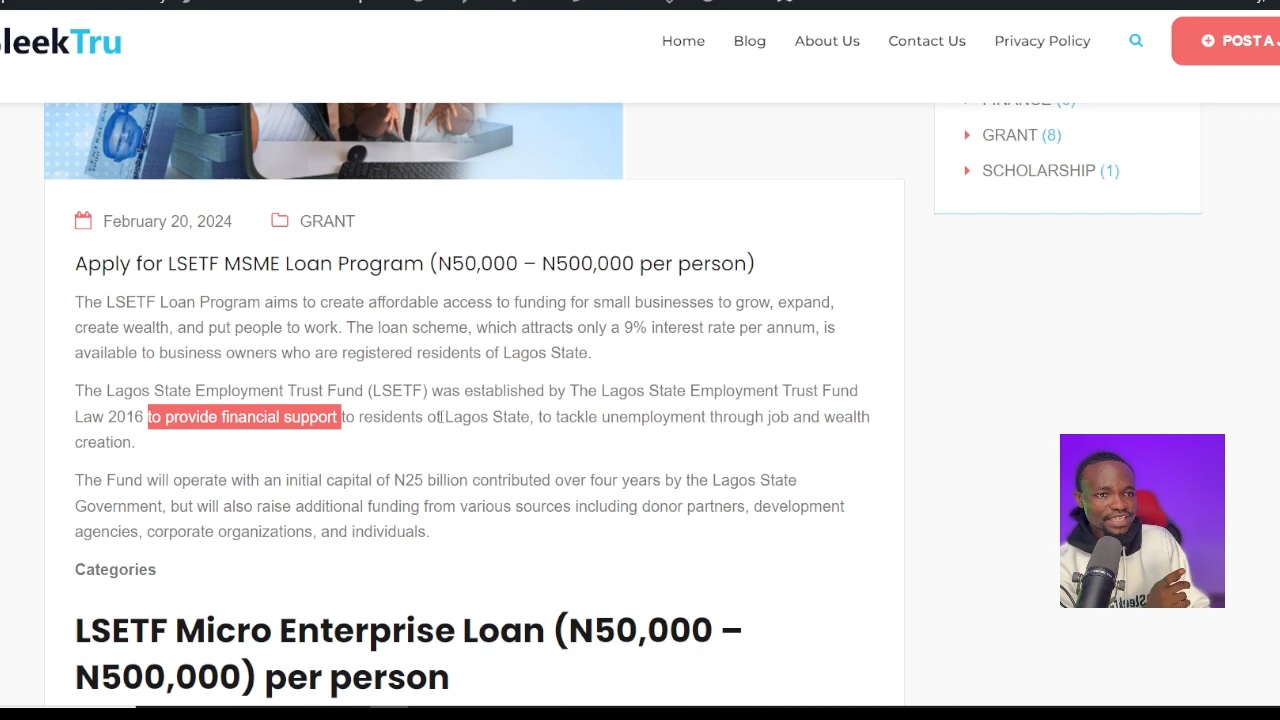 SleekTru
Home Blog About Us Contact Us Privacy Policy POST A J
GRANT (8)
SCHOLARSHIP (1)
February 20, 2024 GRANT
Apply for LSETF MSME Loan Program (N50,000 – N500,000 per person)
The LSETF Loan Program aims to create affordable access to funding for small businesses to grow, expand,
create wealth, and put people to work. The loan scheme, which attracts only a 9% interest rate per annum, is
available to business owners who are registered residents of Lagos State.
The Lagos State Employment Trust Fund (LSETF) was established by The Lagos State Employment Trust Fund
Law 2016 to provide financial support to residents of Lagos State, to tackle unemployment through job and wealth
creation.
The Fund will operate with an initial capital of N25 billion contributed over four years by the Lagos State
Government, but will also raise additional funding from various sources including donor partners, development
agencies, corporate organizations, and individuals.
Categories
LSETF Micro Enterprise Loan (N50,000 –
N500,000) per person